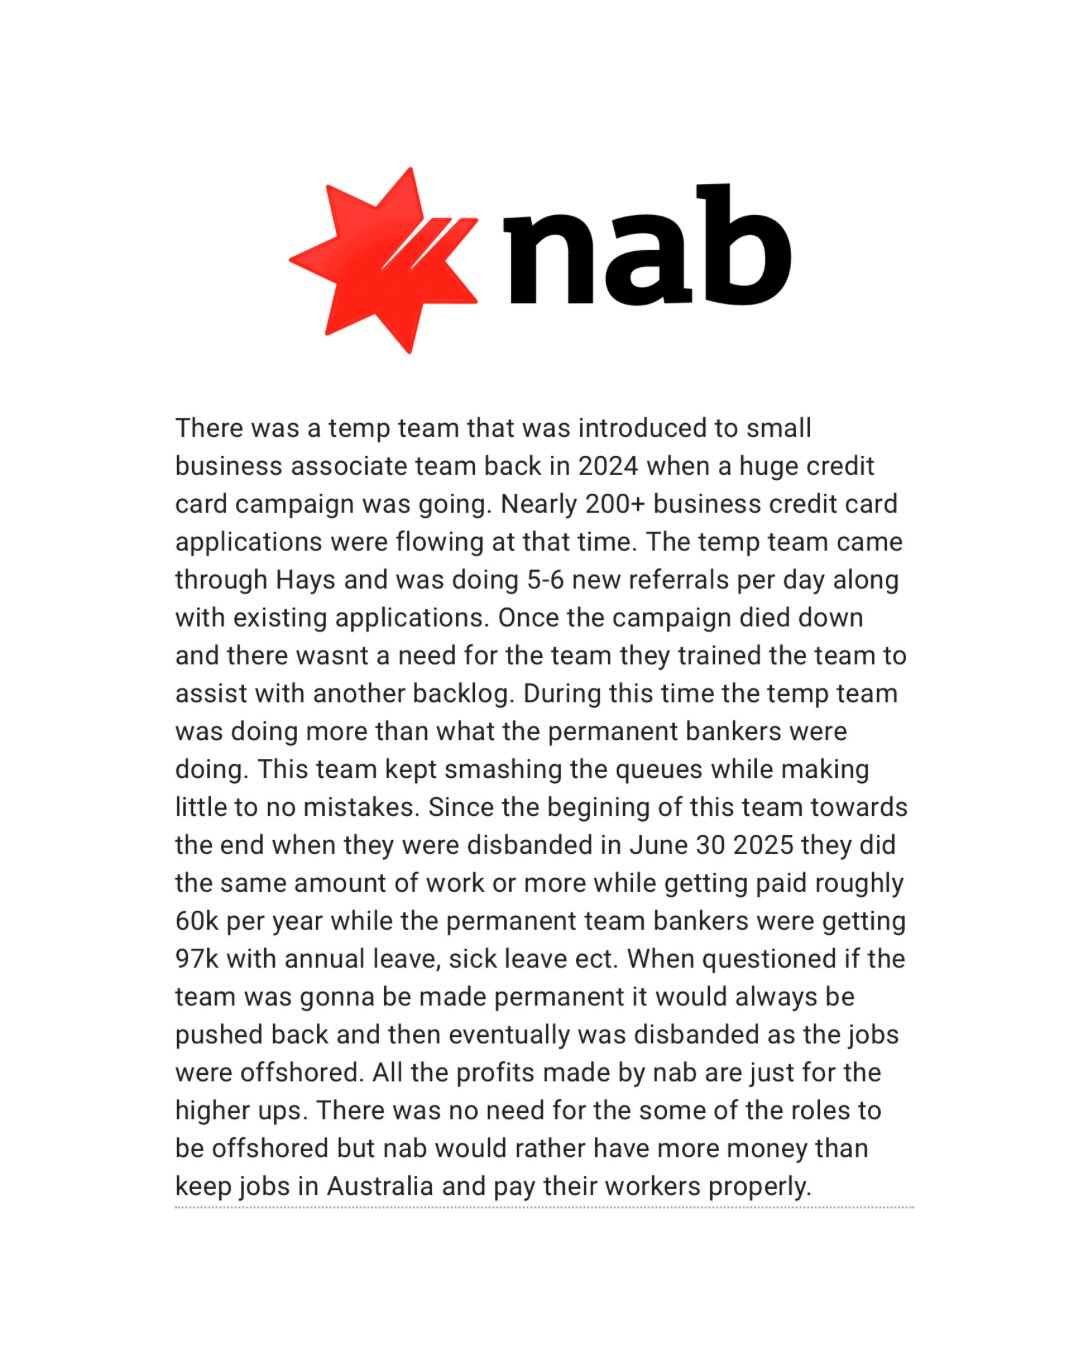 nab
There was a temp team that was introduced to small
business associate team back in 2024 when a huge credit
card campaign was going. Nearly 200+ business credit card
applications were flowing at that time. The temp team came
through Hays and was doing 5-6 new referrals per day along
with existing applications. Once the campaign died down
and there wasnt a need for the team they trained the team to
assist with another backlog. During this time the temp team
was doing more than what the permanent bankers were
doing. This team kept smashing the queues while making
little to no mistakes. Since the begining of this team towards
the end when they were disbanded in June 30 2025 they did
the same amount of work or more while getting paid roughly
60k per year while the permanent team bankers were getting
97k with annual leave, sick leave ect. When questioned if the
team was gonna be made permanent it would always be
pushed back and then eventually was disbanded as the jobs
were offshored. All the profits made by nab are just for the
higher ups. There was no need for the some of the roles to
be offshored but nab would rather have more money than
keep jobs in Australia and pay their workers properly.